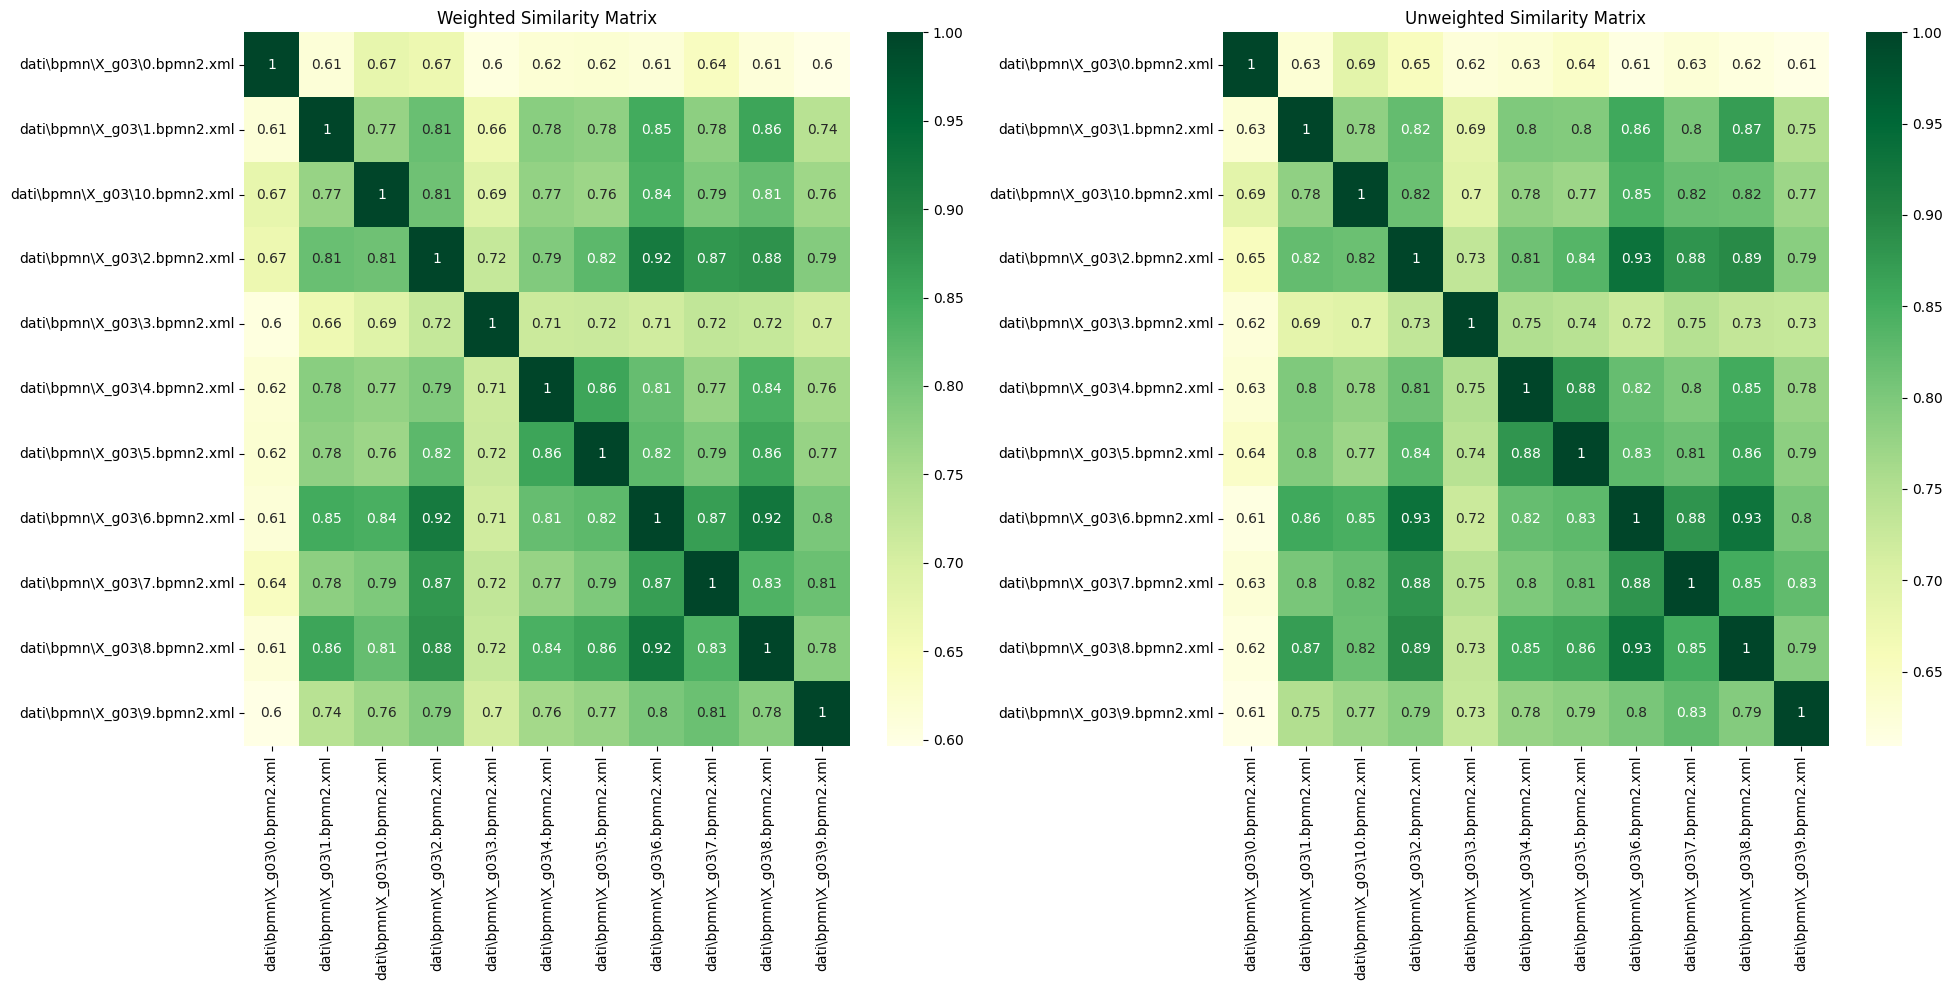 Weighted Similarity Matrix
dati\bpmn\X_g03\0.bpmn2.xml 1 0.61 0.67 0.67 0.6 0.62 0.62 0.61 0.64 0.61 0.6
dati\bpmn\X_g03\1.bpmn2.xml 0.61 1 0.77 0.81 0.66 0.78 0.78 0.85 0.78 0.86 0.74
dati\bpmn\X_g03\10.bpmn2.xml 0.67 0.77 1 0.81 0.69 0.77 0.76 0.84 0.79 0.81 0.76
dati\bpmn\X_g03\2.bpmn2.xml 0.67 0.81 0.81 1 0.72 0.79 0.82 0.92 0.87 0.88 0.79
dati\bpmn\X_g03\3.bpmn2.xml 0.6 0.66 0.69 0.72 1 0.71 0.72 0.71 0.72 0.72 0.7
dati\bpmn\X_g03\4.bpmn2.xml 0.62 0.78 0.77 0.79 0.71 1 0.86 0.81 0.77 0.84 0.76
dati\bpmn\X_g03\5.bpmn2.xml 0.62 0.78 0.76 0.82 0.72 0.86 1 0.82 0.79 0.86 0.77
dati\bpmn\X_g03\6.bpmn2.xml 0.61 0.85 0.84 0.92 0.71 0.81 0.82 1 0.87 0.92 0.8
dati\bpmn\X_g03\7.bpmn2.xml 0.64 0.78 0.79 0.87 0.72 0.77 0.79 0.87 1 0.83 0.81
dati\bpmn\X_g03\8.bpmn2.xml 0.61 0.86 0.81 0.88 0.72 0.84 0.86 0.92 0.83 1 0.78
dati\bpmn\X_g03\9.bpmn2.xml 0.6 0.74 0.76 0.79 0.7 0.76 0.77 0.8 0.81 0.78 1
dati\bpmn\X_g03\0.bpmn2.xml
dati\bpmn\X_g03\1.bpmn2.xml
dati\bpmn\X_g03\10.bpmn2.xml
dati\bpmn\X_g03\2.bpmn2.xml
dati\bpmn\X_g03\3.bpmn2.xml
dati\bpmn\X_g03\4.bpmn2.xml
dati\bpmn\X_g03\5.bpmn2.xml
dati\bpmn\X_g03\6.bpmn2.xml
dati\bpmn\X_g03\7.bpmn2.xml
dati\bpmn\X_g03\8.bpmn2.xml
dati\bpmn\X_g03\9.bpmn2.xml
1.00
0.95
0.90
0.85
0.80
0.75
0.70
0.65
0.60
Unweighted Similarity Matrix
dati\bpmn\X_g03\0.bpmn2.xml 1 0.63 0.69 0.65 0.62 0.63 0.64 0.61 0.63 0.62 0.61
dati\bpmn\X_g03\1.bpmn2.xml 0.63 1 0.78 0.82 0.69 0.8 0.8 0.86 0.8 0.87 0.75
dati\bpmn\X_g03\10.bpmn2.xml 0.69 0.78 1 0.82 0.7 0.78 0.77 0.85 0.82 0.82 0.77
dati\bpmn\X_g03\2.bpmn2.xml 0.65 0.82 0.82 1 0.73 0.81 0.84 0.93 0.88 0.89 0.79
dati\bpmn\X_g03\3.bpmn2.xml 0.62 0.69 0.7 0.73 1 0.75 0.74 0.72 0.75 0.73 0.73
dati\bpmn\X_g03\4.bpmn2.xml 0.63 0.8 0.78 0.81 0.75 1 0.88 0.82 0.8 0.85 0.78
dati\bpmn\X_g03\5.bpmn2.xml 0.64 0.8 0.77 0.84 0.74 0.88 1 0.83 0.81 0.86 0.79
dati\bpmn\X_g03\6.bpmn2.xml 0.61 0.86 0.85 0.93 0.72 0.82 0.83 1 0.88 0.93 0.8
dati\bpmn\X_g03\7.bpmn2.xml 0.63 0.8 0.82 0.88 0.75 0.8 0.81 0.88 1 0.85 0.83
dati\bpmn\X_g03\8.bpmn2.xml 0.62 0.87 0.82 0.89 0.73 0.85 0.86 0.93 0.85 1 0.79
dati\bpmn\X_g03\9.bpmn2.xml 0.61 0.75 0.77 0.79 0.73 0.78 0.79 0.8 0.83 0.79 1
dati\bpmn\X_g03\0.bpmn2.xml
dati\bpmn\X_g03\1.bpmn2.xml
dati\bpmn\X_g03\10.bpmn2.xml
dati\bpmn\X_g03\2.bpmn2.xml
dati\bpmn\X_g03\3.bpmn2.xml
dati\bpmn\X_g03\4.bpmn2.xml
dati\bpmn\X_g03\5.bpmn2.xml
dati\bpmn\X_g03\6.bpmn2.xml
dati\bpmn\X_g03\7.bpmn2.xml
dati\bpmn\X_g03\8.bpmn2.xml
dati\bpmn\X_g03\9.bpmn2.xml
1.00
0.95
0.90
0.85
0.80
0.75
0.70
0.65